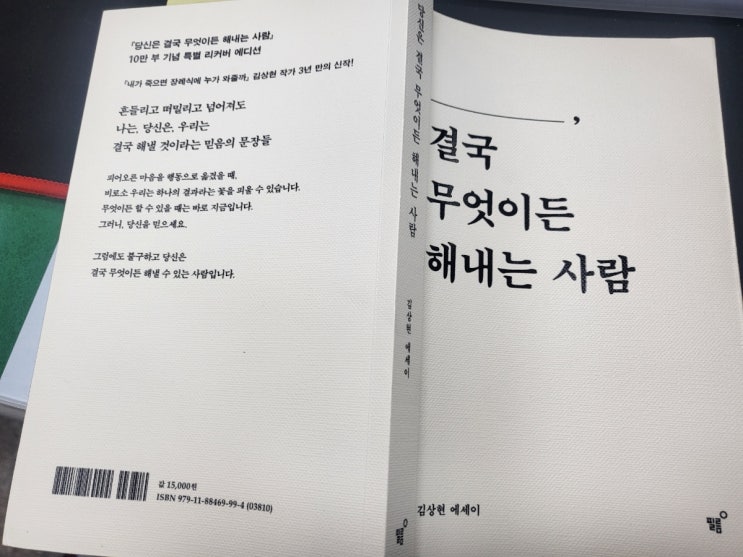 『당신은 결국 무엇이든 해내는 사람』
10만 부 기념 특별 리커버 에디션
『내가 죽으면 장례식에 누가 와줄까』 김상현 작가 3년 만의 신작!
흔들리고 떠밀리고 넘어져도
나는, 당신은, 우리는
결국 해낼 것이라는 믿음의 문장들
피어오른 마음을 행동으로 옮겼을 때,
비로소 우리는 하나의 결과라는 꽃을 피울 수 있습니다.
무엇이든 할 수 있을 때는 바로 지금입니다.
그러니, 당신을 믿으세요.
그럼에도 불구하고 당신은
결국 무엇이든 해낼 수 있는 사람입니다.
값 15,000원
ISBN 979-11-88469-99-4 (03810)
당신은 결국 무엇이든 해내는 사람
김상현 에세이
필름
,
결국
무엇이든
해내는 사람
김상현 에세이
필름